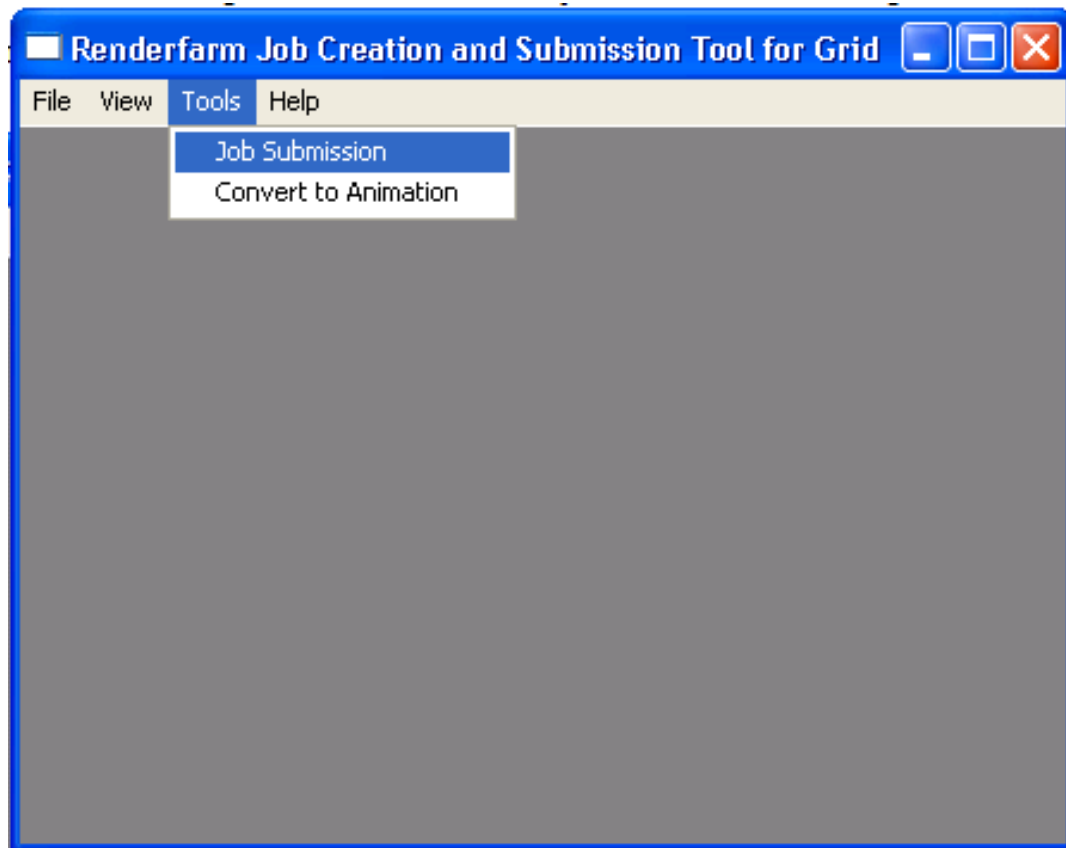 Renderfarm Job Creation and Submission Tool for Grid
File View Tools Help
Job Submission
Convert to Animation